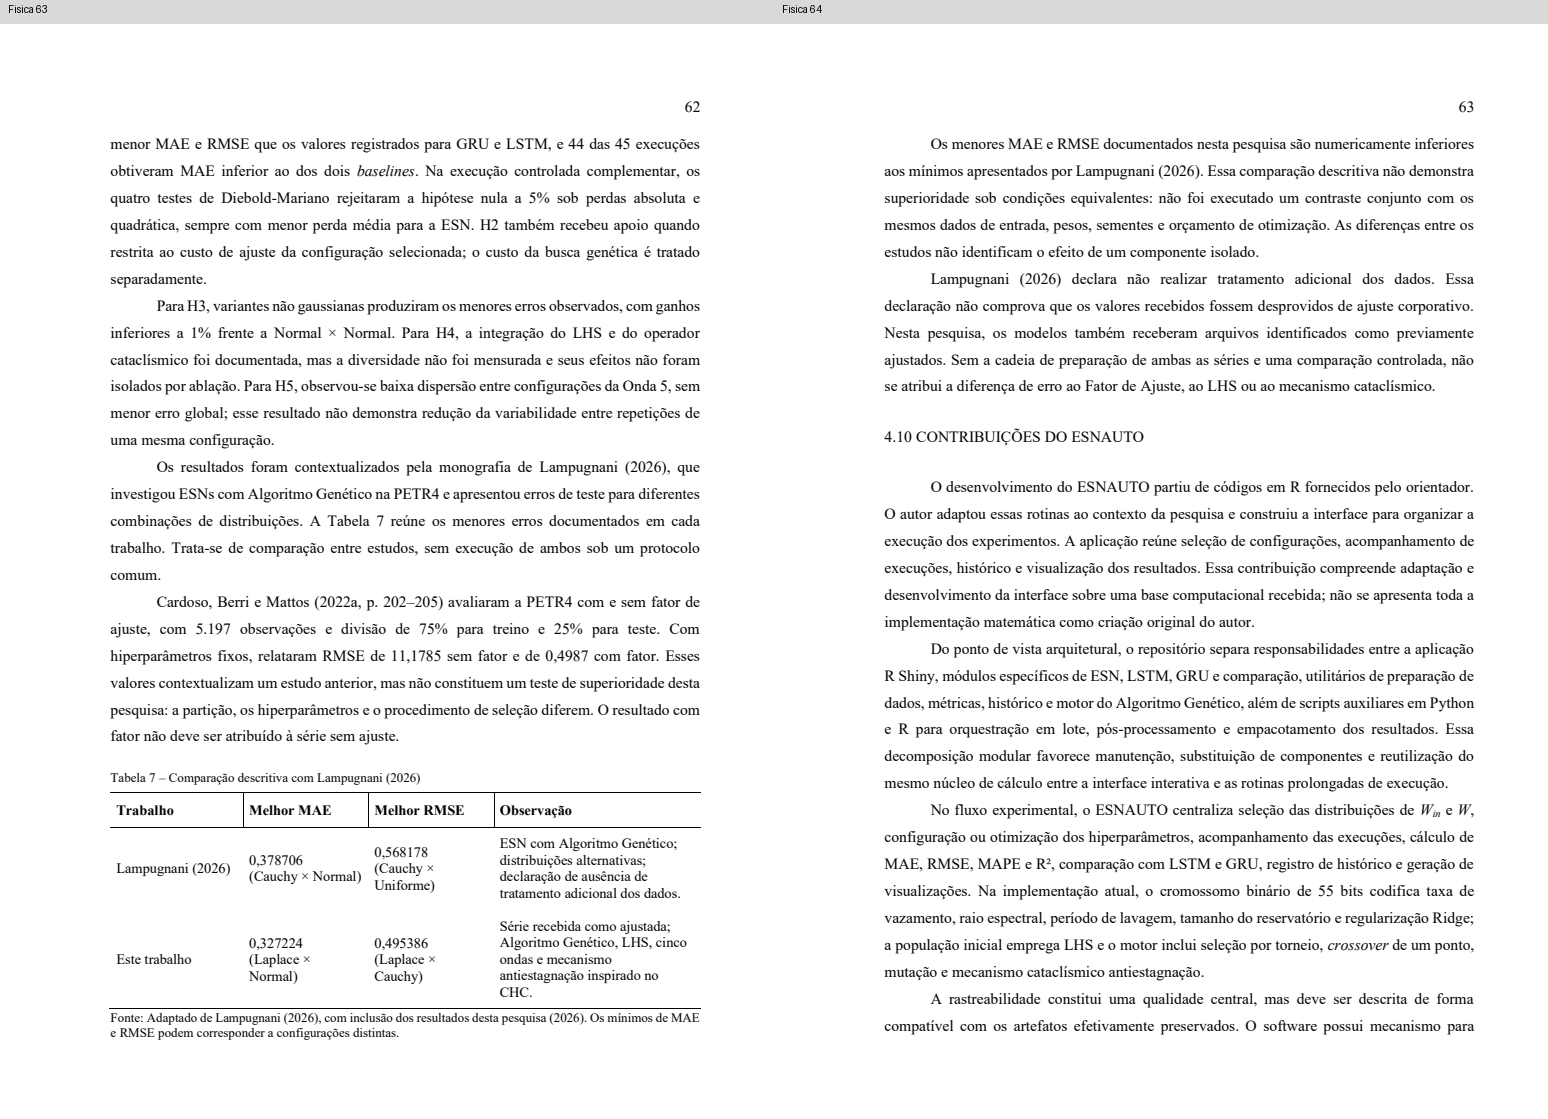 Fisica 63
62
menor MAE e RMSE que os valores registrados para GRU e LSTM, e 44 das 45 execuções
obtiveram MAE inferior ao dos dois baselines. Na execução controlada complementar, os
quatro testes de Diebold-Mariano rejeitaram a hipótese nula a 5% sob perdas absoluta e
quadrática, sempre com menor perda média para a ESN. H2 também recebeu apoio quando
restrita ao custo de ajuste da configuração selecionada; o custo da busca genética é tratado
separadamente.
Para H3, variantes não gaussianas produziram os menores erros observados, com ganhos
inferiores a 1% frente a Normal × Normal. Para H4, a integração do LHS e do operador
cataclísmico foi documentada, mas a diversidade não foi mensurada e seus efeitos não foram
isolados por ablação. Para H5, observou-se baixa dispersão entre configurações da Onda 5, sem
menor erro global; esse resultado não demonstra redução da variabilidade entre repetições de
uma mesma configuração.
Os resultados foram contextualizados pela monografia de Lampugnani (2026), que
investigou ESNs com Algoritmo Genético na PETR4 e apresentou erros de teste para diferentes
combinações de distribuições. A Tabela 7 reúne os menores erros documentados em cada
trabalho. Trata-se de comparação entre estudos, sem execução de ambos sob um protocolo
comum.
Cardoso, Berri e Mattos (2022a, p. 202–205) avaliaram a PETR4 com e sem fator de
ajuste, com 5.197 observações e divisão de 75% para treino e 25% para teste. Com
hiperparâmetros fixos, relataram RMSE de 11,1785 sem fator e de 0,4987 com fator. Esses
valores contextualizam um estudo anterior, mas não constituem um teste de superioridade desta
pesquisa: a partição, os hiperparâmetros e o procedimento de seleção diferem. O resultado com
fator não deve ser atribuído à série sem ajuste.
Tabela 7 – Comparação descritiva com Lampugnani (2026)
Trabalho Melhor MAE Melhor RMSE Observação
Lampugnani (2026)
0,378706
(Cauchy × Normal)
0,568178
(Cauchy ×
Uniforme)
ESN com Algoritmo Genético;
distribuições alternativas;
declaração de ausência de
tratamento adicional dos dados.
Este trabalho
0,327224
(Laplace ×
Normal)
0,495386
(Laplace ×
Cauchy)
Série recebida como ajustada;
Algoritmo Genético, LHS, cinco
ondas e mecanismo
antiestagnação inspirado no
CHC.
Fonte: Adaptado de Lampugnani (2026), com inclusão dos resultados desta pesquisa (2026). Os mínimos de MAE
e RMSE podem corresponder a configurações distintas.
Fisica 64
63
Os menores MAE e RMSE documentados nesta pesquisa são numericamente inferiores
aos mínimos apresentados por Lampugnani (2026). Essa comparação descritiva não demonstra
superioridade sob condições equivalentes: não foi executado um contraste conjunto com os
mesmos dados de entrada, pesos, sementes e orçamento de otimização. As diferenças entre os
estudos não identificam o efeito de um componente isolado.
Lampugnani (2026) declara não realizar tratamento adicional dos dados. Essa
declaração não comprova que os valores recebidos fossem desprovidos de ajuste corporativo.
Nesta pesquisa, os modelos também receberam arquivos identificados como previamente
ajustados. Sem a cadeia de preparação de ambas as séries e uma comparação controlada, não
se atribui a diferença de erro ao Fator de Ajuste, ao LHS ou ao mecanismo cataclísmico.
4.10 CONTRIBUIÇÕES DO ESNAUTO
O desenvolvimento do ESNAUTO partiu de códigos em R fornecidos pelo orientador.
O autor adaptou essas rotinas ao contexto da pesquisa e construiu a interface para organizar a
execução dos experimentos. A aplicação reúne seleção de configurações, acompanhamento de
execuções, histórico e visualização dos resultados. Essa contribuição compreende adaptação e
desenvolvimento da interface sobre uma base computacional recebida; não se apresenta toda a
implementação matemática como criação original do autor.
Do ponto de vista arquitetural, o repositório separa responsabilidades entre a aplicação
R Shiny, módulos específicos de ESN, LSTM, GRU e comparação, utilitários de preparação de
dados, métricas, histórico e motor do Algoritmo Genético, além de scripts auxiliares em Python
e R para orquestração em lote, pós-processamento e empacotamento dos resultados. Essa
decomposição modular favorece manutenção, substituição de componentes e reutilização do
mesmo núcleo de cálculo entre a interface interativa e as rotinas prolongadas de execução.
No fluxo experimental, o ESNAUTO centraliza seleção das distribuições de Win e W,
configuração ou otimização dos hiperparâmetros, acompanhamento das execuções, cálculo de
MAE, RMSE, MAPE e R², comparação com LSTM e GRU, registro de histórico e geração de
visualizações. Na implementação atual, o cromossomo binário de 55 bits codifica taxa de
vazamento, raio espectral, período de lavagem, tamanho do reservatório e regularização Ridge;
a população inicial emprega LHS e o motor inclui seleção por torneio, crossover de um ponto,
mutação e mecanismo cataclísmico antiestagnação.
A rastreabilidade constitui uma qualidade central, mas deve ser descrita de forma
compatível com os artefatos efetivamente preservados. O software possui mecanismo para